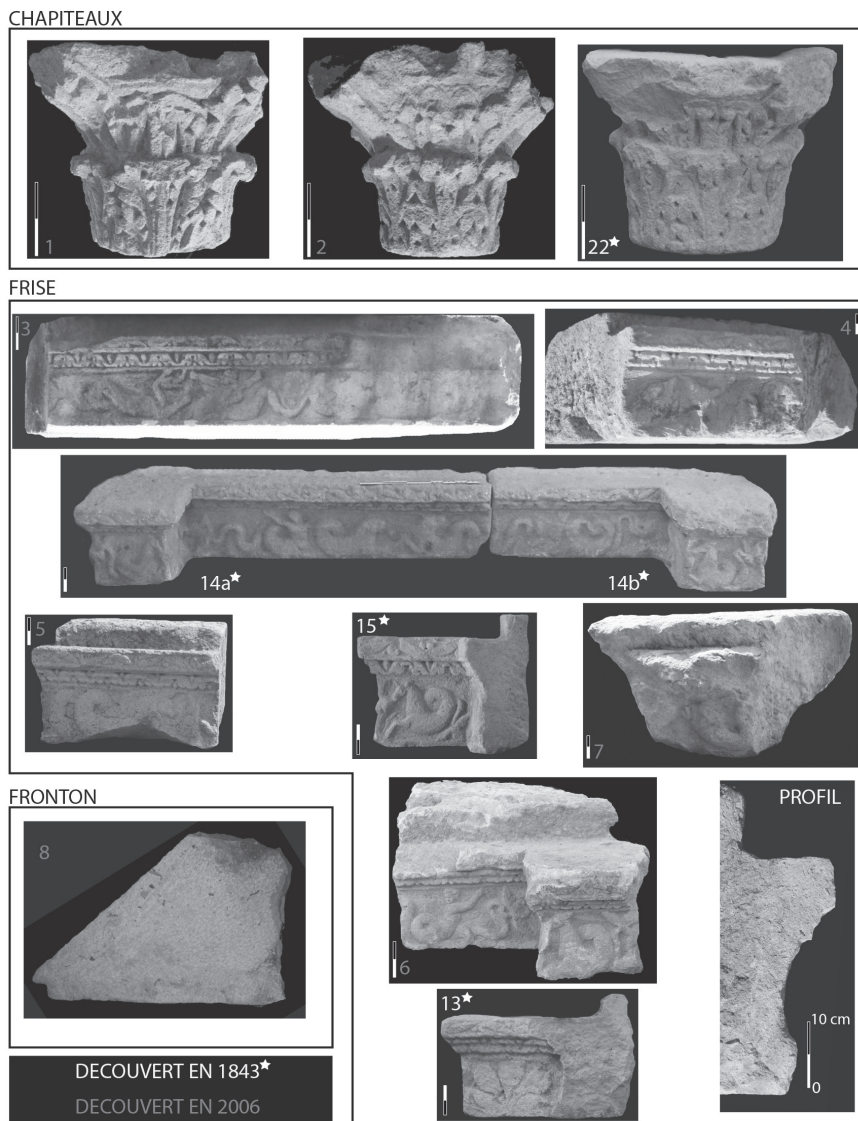 CHAPITEAUX
1
2
22★
FRISE
3
4
14a★
14b★
5
15★
7
FRONTON
8
6
PROFIL
13★
10 cm
0
DECOUVERT EN 1843★
DECOUVERT EN 2006